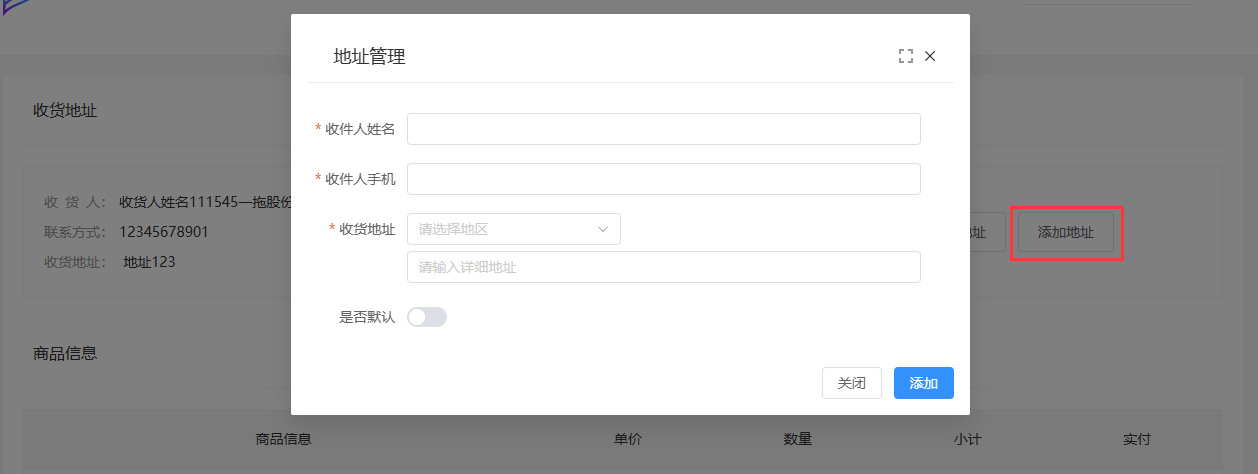 地址管理
收货地址
* 收件人姓名
* 收件人手机
收 货 人： 收货人姓名111545一拖股份
* 收货地址 请选择地区
地址 添加地址
联系方式： 12345678901
收货地址： 地址123
请输入详细地址
是否默认
商品信息
关闭 添加
商品信息 单价 数量 小计 实付